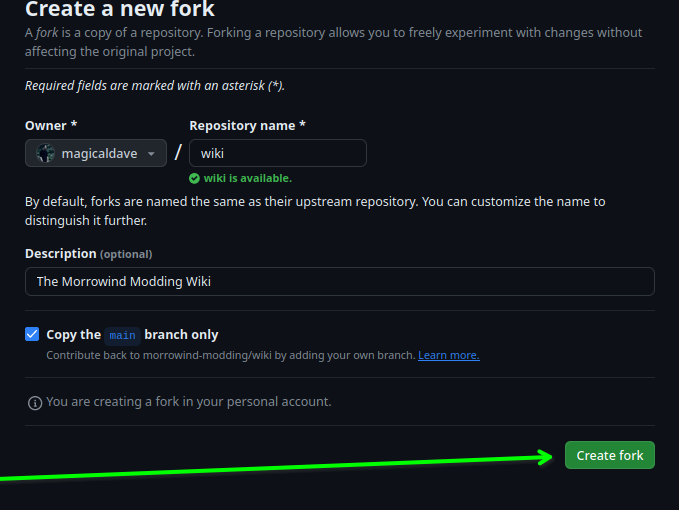 Create a new fork
A fork is a copy of a repository. Forking a repository allows you to freely experiment with changes without
affecting the original project.
Required fields are marked with an asterisk (*).
Owner * Repository name *
magicaldave / wiki
wiki is available.
By default, forks are named the same as their upstream repository. You can customize the name to
distinguish it further.
Description (optional)
The Morrowind Modding Wiki
Copy the main branch only
Contribute back to morrowind-modding/wiki by adding your own branch. Learn more.
You are creating a fork in your personal account.
Create fork